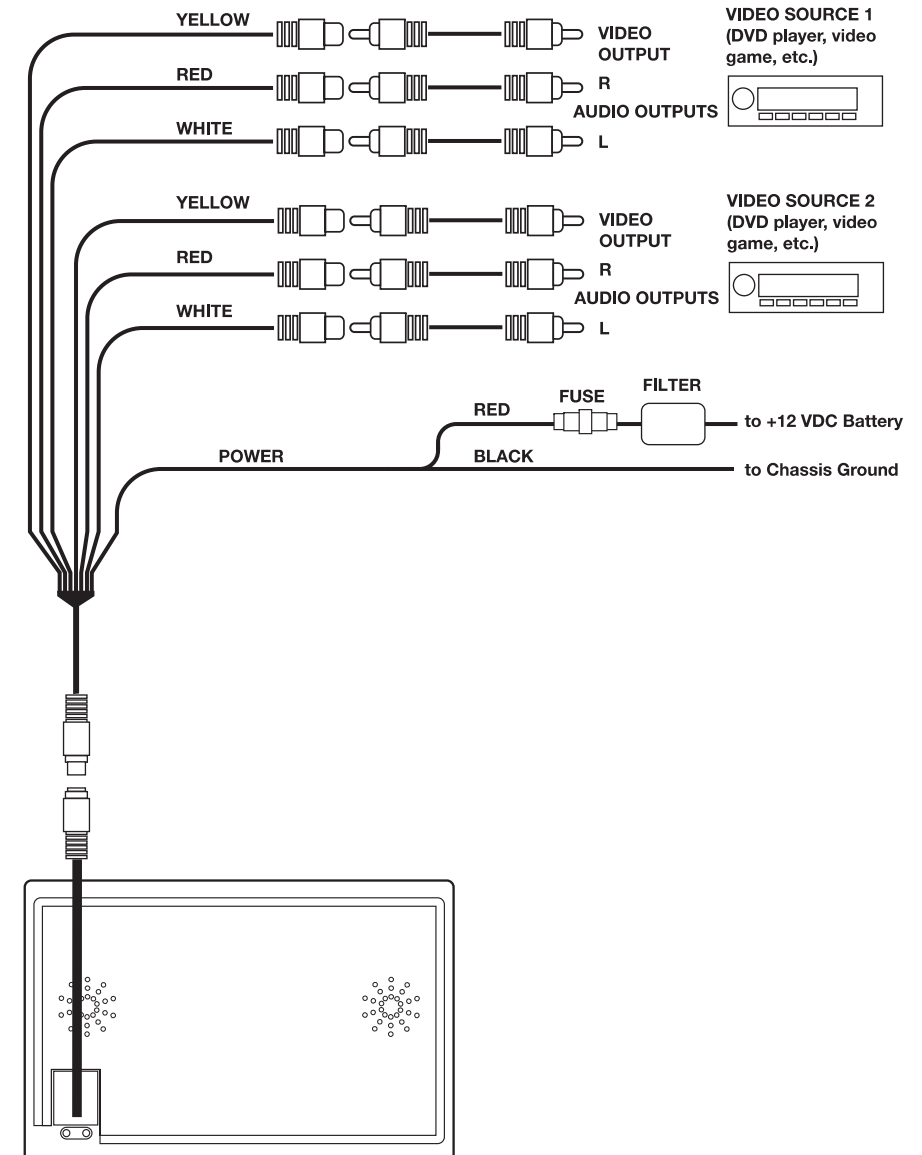 YELLOW
VIDEO
OUTPUT
RED
R
AUDIO OUTPUTS
WHITE
L
VIDEO SOURCE 1
(DVD player, video
game, etc.)
YELLOW
VIDEO
OUTPUT
RED
R
AUDIO OUTPUTS
WHITE
L
VIDEO SOURCE 2
(DVD player, video
game, etc.)
RED
FUSE
FILTER
to +12 VDC Battery
POWER
BLACK
to Chassis Ground